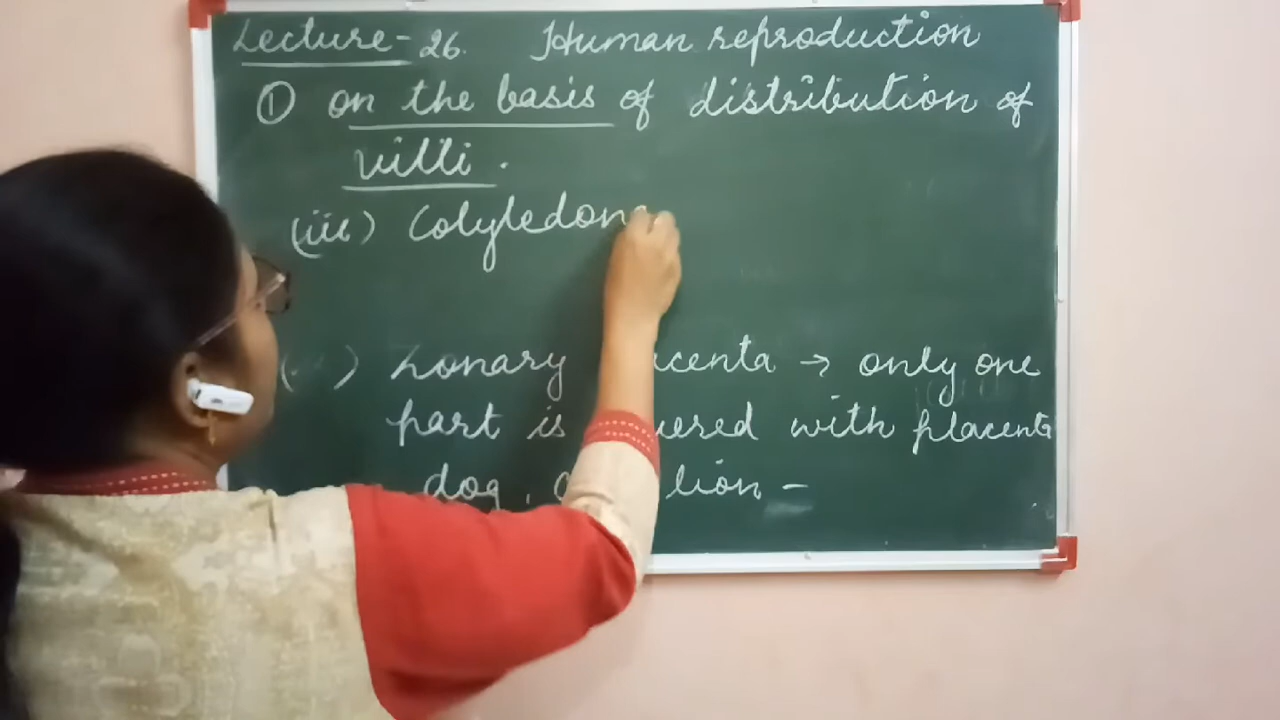 Lecture-26. Human reproduction
① on the basis of distribution of
villi.
(iii) Cotyledon
( ) Zonary acenta → only one
part is vered with placenta
dog, lion -